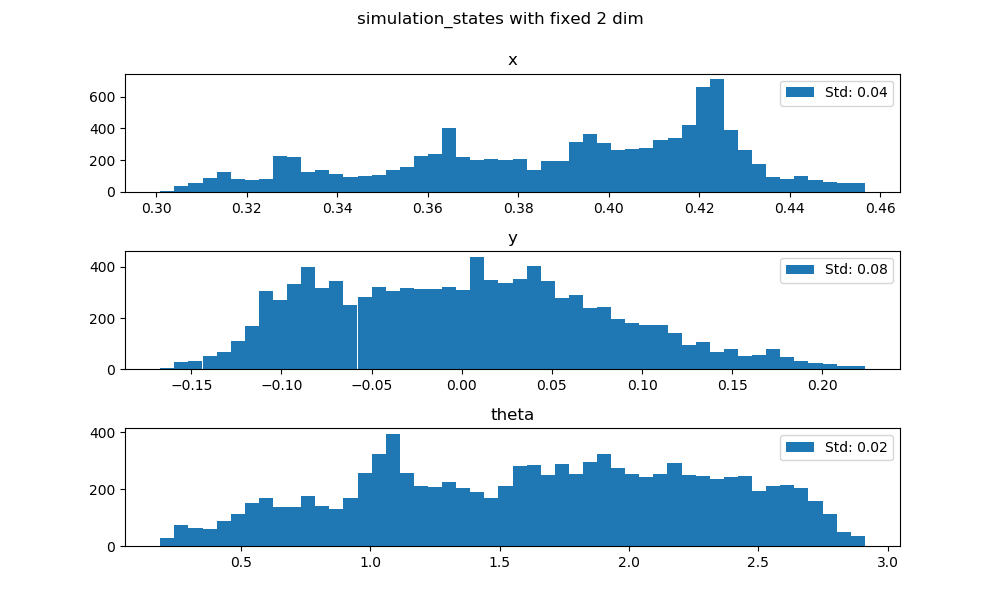 simulation_states with fixed 2 dim
x
Std: 0.04
600
400
200
0
0.30 0.32 0.34 0.36 0.38 0.40 0.42 0.44 0.46
y
Std: 0.08
400
200
0
−0.15 −0.10 −0.05 0.00 0.05 0.10 0.15 0.20
theta
Std: 0.02
400
200
0
0.5 1.0 1.5 2.0 2.5 3.0